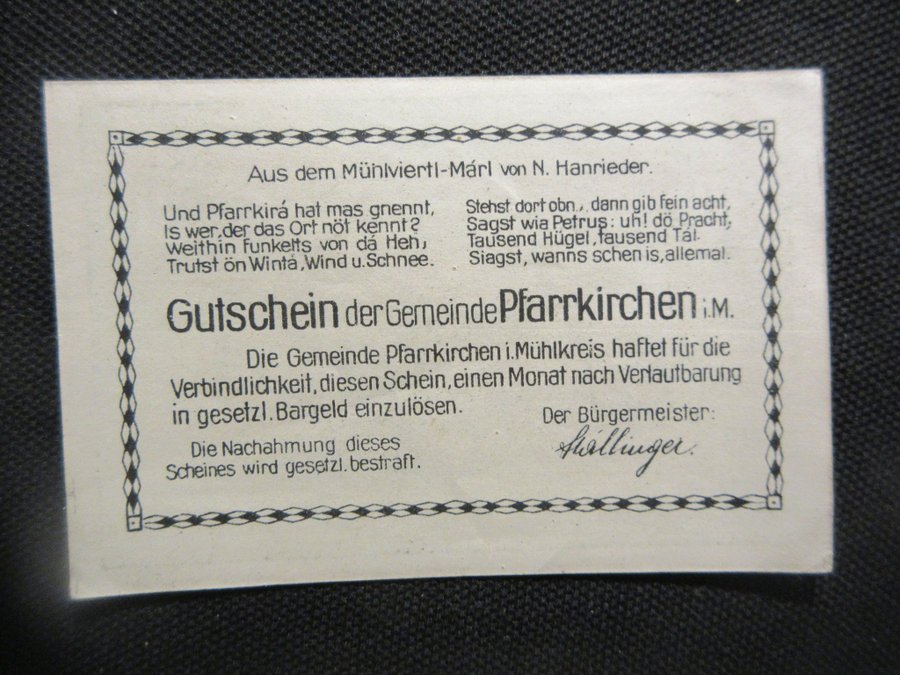 Aus dem Mühlviertl-Márl von N. Hanrieder.
Und Pfarrkirá hat mas gnennt,
Is wer, der das Ort nöt kennt?
Weithin funkelts von dá Heh,
Trutst ön Wintá, Wind u. Schnee.
Stehst dort obn, dann gib fein acht,
Sagst wia Petrus: uh! dö Pracht,
Tausend Hügel, tausend Tal.
Siagst, wanns schen is, allemal.
Gutschein der Gemeinde Pfarrkirchen i.M.
Die Gemeinde Pfarrkirchen i. Mühlkreis haftet für die
Verbindlichkeit, diesen Schein, einen Monat nach Verlautbarung
in gesetzl. Bargeld einzulösen.
Der Bürgermeister:
Die Nachahmung dieses
Scheines wird gesetzl. bestraft.